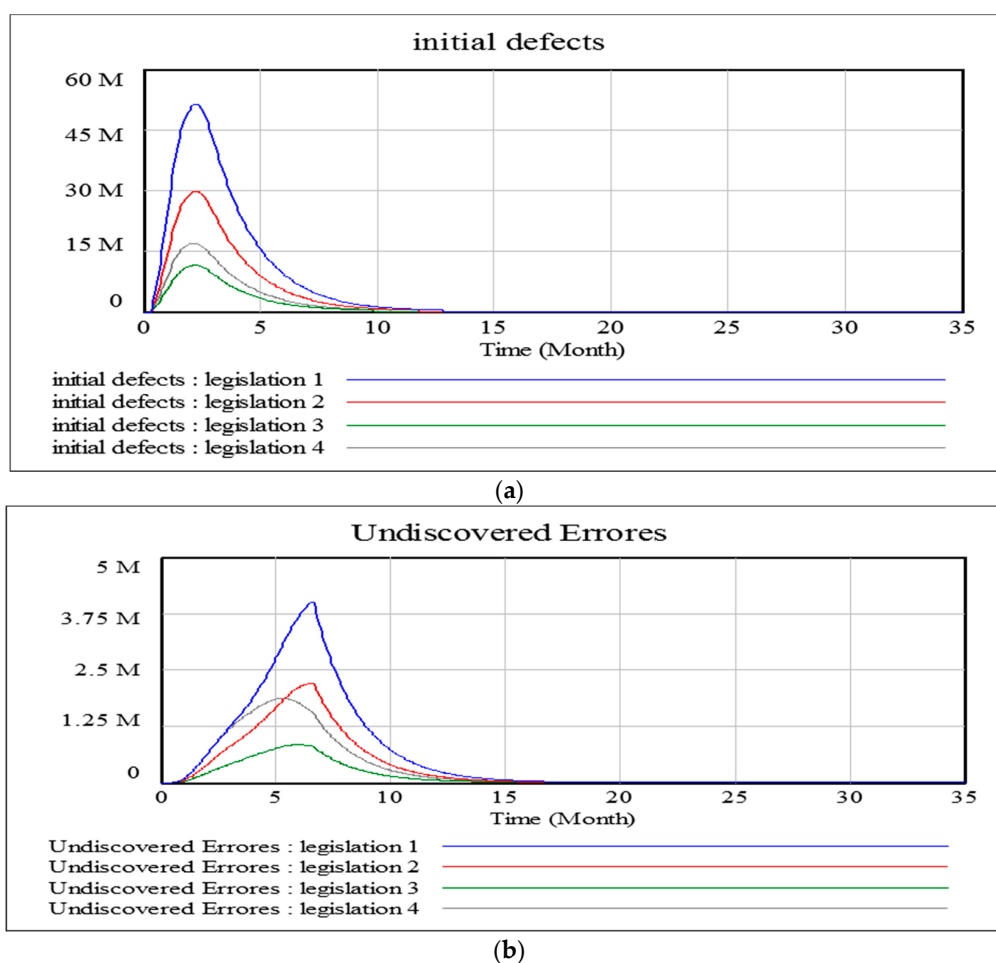 initial defects
60 M
45 M
30 M
15 M
0
0 5 10 15 20 25 30 35
Time (Month)
initial defects : legislation 1
initial defects : legislation 2
initial defects : legislation 3
initial defects : legislation 4
(a)
Undiscovered Errores
5 M
3.75 M
2.5 M
1.25 M
0
0 5 10 15 20 25 30 35
Time (Month)
Undiscovered Errores : legislation 1
Undiscovered Errores : legislation 2
Undiscovered Errores : legislation 3
Undiscovered Errores : legislation 4
(b)